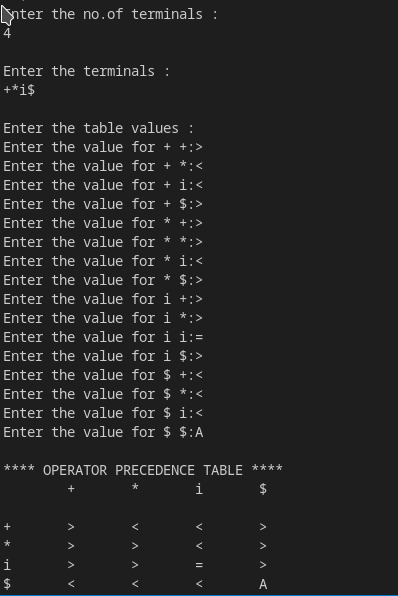 Enter the no.of terminals :
4
Enter the terminals :
+*i$
Enter the table values :
Enter the value for + +:>
Enter the value for + *:<
Enter the value for + i:<
Enter the value for + $:>
Enter the value for * +:>
Enter the value for * *:>
Enter the value for * i:<
Enter the value for * $:>
Enter the value for i +:>
Enter the value for i *:>
Enter the value for i i:=
Enter the value for i $:>
Enter the value for $ +:<
Enter the value for $ *:<
Enter the value for $ i:<
Enter the value for $ $:A
**** OPERATOR PRECEDENCE TABLE ****
+ * i $
+ > < < >
* > > < >
i > > = >
$ < < < A